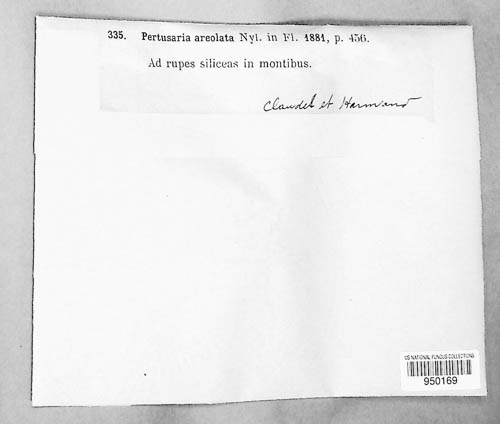 335. Pertusaria areolata Nyl. in Fl. 1881, p. 456.
Ad rupes siliceas in montibus.
Claudel et Harmand
US NATIONAL FUNGUS COLLECTIONS
950169